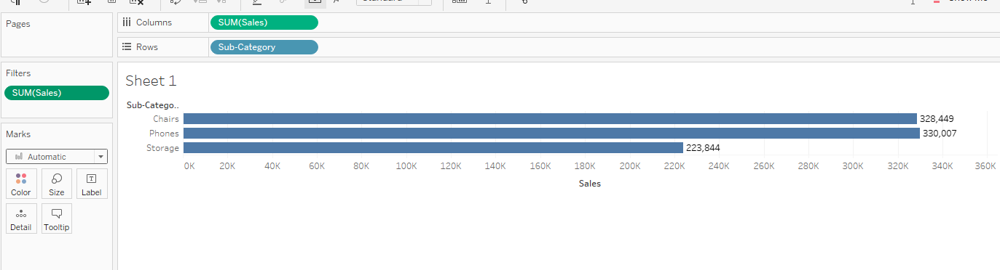 Pages
Columns
SUM(Sales)
Rows
Sub-Category
Filters
SUM(Sales)
Marks
Automatic
Color
Size
Label
Detail
Tooltip
Sheet 1
Sub-Catego..
Chairs
328,449
Phones
330,007
Storage
223,844
0K 20K 40K 60K 80K 100K 120K 140K 160K 180K 200K 220K 240K 260K 280K 300K 320K 340K 360K
Sales